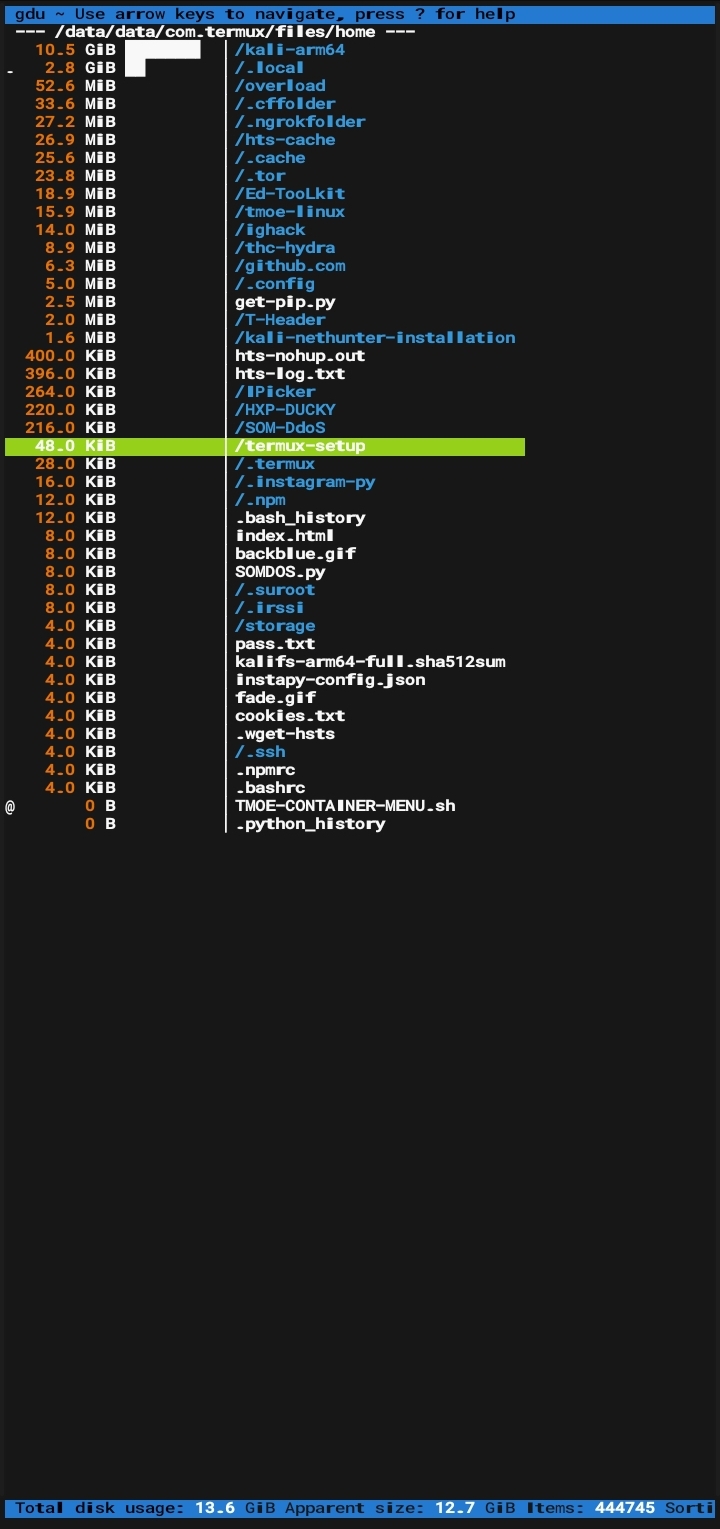 gdu ~ Use arrow keys to navigate, press ? for help
--- /data/data/com.termux/files/home ---
10.5 GiB /kali-arm64
. 2.8 GiB /.local
52.6 MiB /overload
33.6 MiB /.cffolder
27.2 MiB /.ngrokfolder
26.9 MiB /hts-cache
25.6 MiB /.cache
23.8 MiB /.tor
18.9 MiB /Ed-TooLkit
15.9 MiB /tmoe-linux
14.0 MiB /ighack
8.9 MiB /thc-hydra
6.3 MiB /github.com
5.0 MiB /.config
2.5 MiB get-pip.py
2.0 MiB /T-Header
1.6 MiB /kali-nethunter-installation
400.0 KiB hts-nohup.out
396.0 KiB hts-log.txt
264.0 KiB /IPicker
220.0 KiB /HXP-DUCKY
216.0 KiB /SOM-DdoS
48.0 KiB /termux-setup
28.0 KiB /.termux
16.0 KiB /.instagram-py
12.0 KiB /.npm
12.0 KiB .bash_history
8.0 KiB index.html
8.0 KiB backblue.gif
8.0 KiB SOMDOS.py
8.0 KiB /.suroot
8.0 KiB /.irssi
4.0 KiB /storage
4.0 KiB pass.txt
4.0 KiB kalifs-arm64-full.sha512sum
4.0 KiB instapy-config.json
4.0 KiB fade.gif
4.0 KiB cookies.txt
4.0 KiB .wget-hsts
4.0 KiB /.ssh
4.0 KiB .npmrc
4.0 KiB .bashrc
@ 0 B TMOE-CONTAINER-MENU.sh
0 B .python_history
Total disk usage: 13.6 GiB Apparent size: 12.7 GiB Items: 444745 Sorti